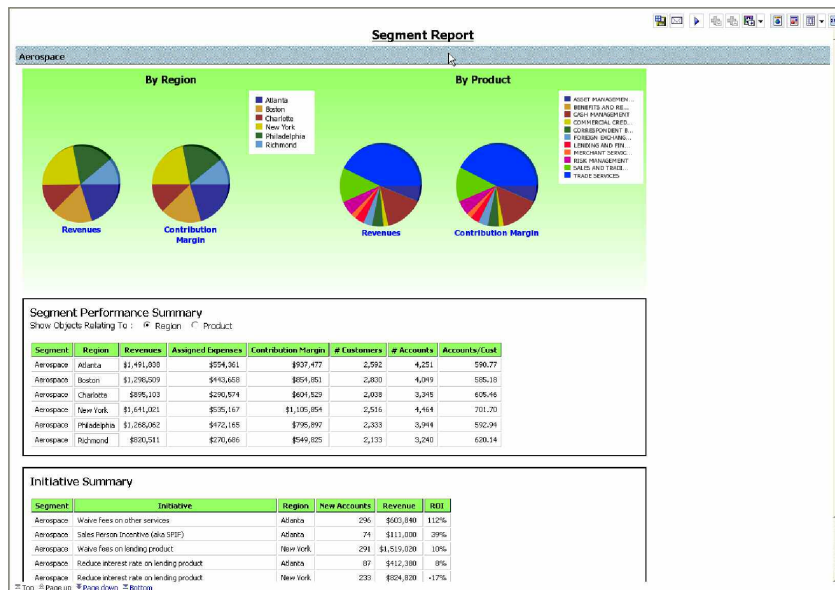 Segment Report
Aerospace
By Region
By Product
Atlanta
Boston
Charlotte
New York
Philadelphia
Richmond
ASSET MANAGEMEN...
BENEFITS AND RE...
CASH MANAGEMENT
COMMERCIAL CRED...
CORRESPONDENT B...
FOREIGN EXCHANG...
LENDING AND FIN...
MERCHANT SERVIC...
RISK MANAGEMENT
SALES AND TRADI...
TRADE SERVICES
Revenues
Contribution Margin
Revenues
Contribution Margin
Segment Performance Summary
Show Objects Relating To : Region Product
Segment Region Revenues Assigned Expenses Contribution Margin # Customers # Accounts Accounts/Cust
Aerospace Atlanta $1,491,838 $554,361 $937,477 2,592 4,251 590.77
Aerospace Boston $1,298,509 $443,658 $854,851 2,830 4,049 585.18
Aerospace Charlotte $895,103 $290,574 $604,529 2,038 3,345 605.46
Aerospace New York $1,641,021 $535,167 $1,105,854 2,516 4,464 701.70
Aerospace Philadelphia $1,268,062 $472,165 $795,897 2,333 3,944 592.94
Aerospace Richmond $820,511 $270,686 $549,825 2,133 3,240 620.14
Initiative Summary
Segment Initiative Region New Accounts Revenue ROI
Aerospace Waive fees on other services Atlanta 296 $603,840 112%
Aerospace Sales Person Incentive (aka SPIF) Atlanta 74 $111,000 39%
Aerospace Waive fees on lending product New York 291 $1,519,020 10%
Aerospace Reduce interest rate on lending product Atlanta 87 $412,380 8%
Aerospace Reduce interest rate on lending product New York 233 $824,820 -17%
Top Page up Page down Bottom